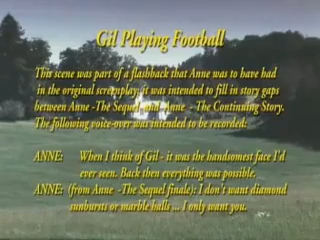 Gil Playing Football
This scene was part of a flashback that Anne was to have had
in the original screenplay; it was intended to fill in story gaps
between Anne -The Sequel and Anne - The Continuing Story.
The following voice-over was intended to be recorded:
ANNE: When I think of Gil - it was the handsomest face I'd
ever seen. Back then everything was possible.
ANNE: (from Anne -The Sequel finale): I don't want diamond
sunbursts or marble halls ... I only want you.